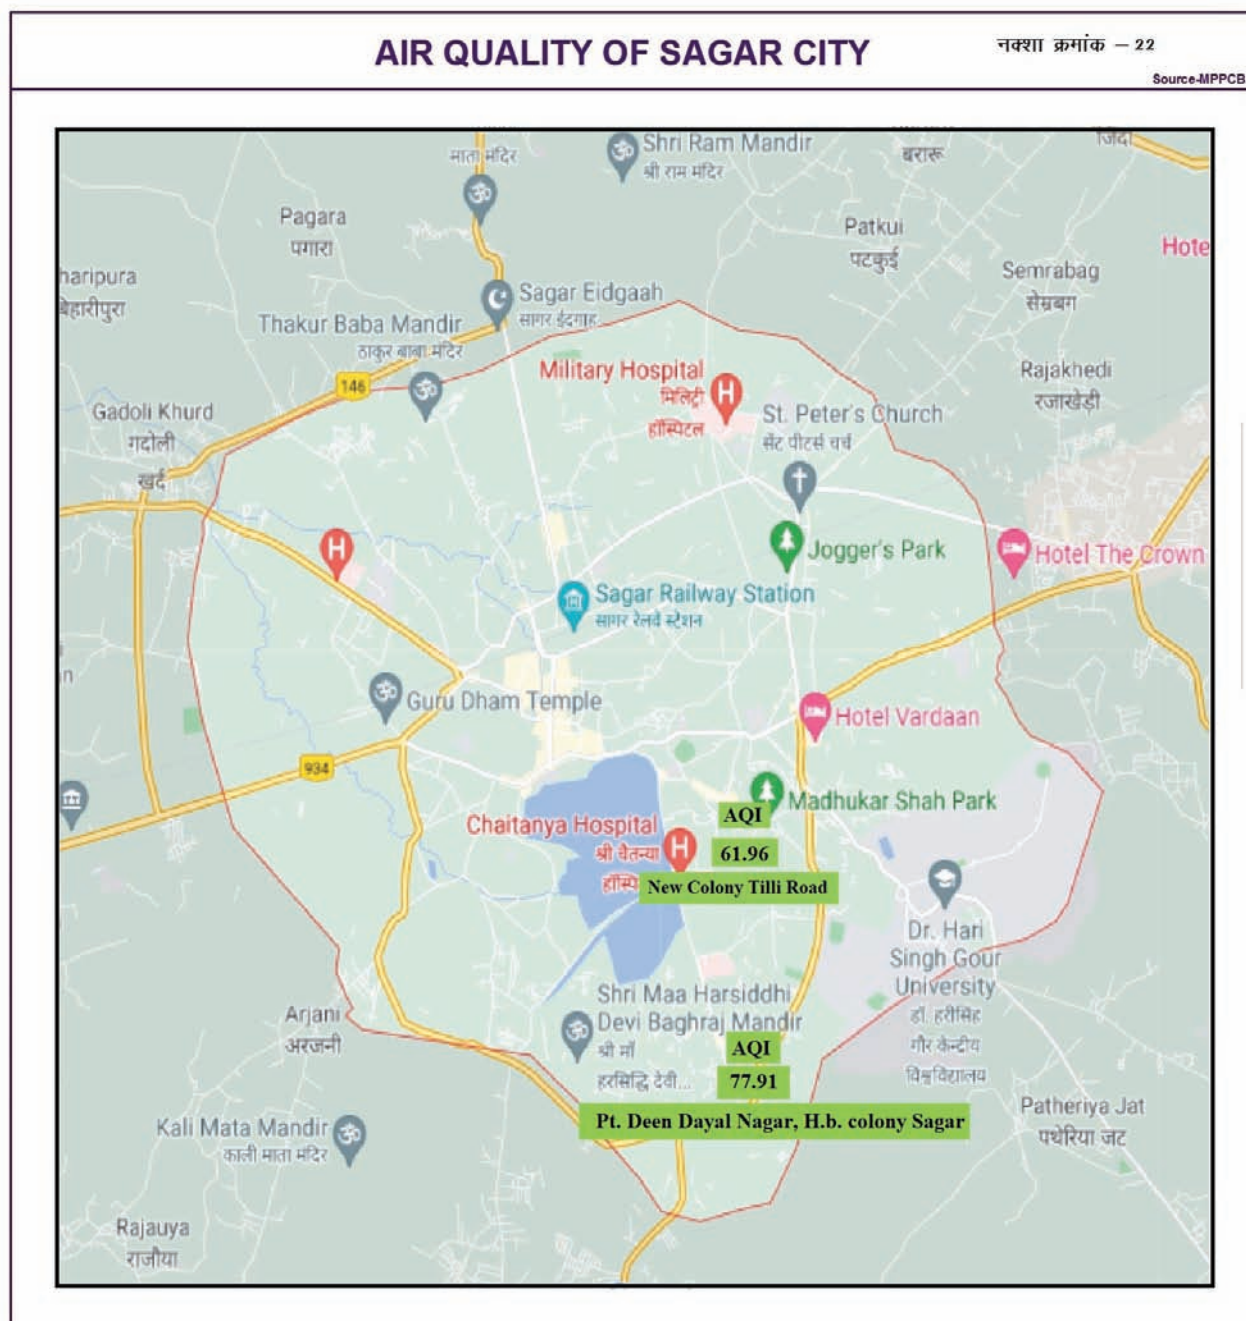 AIR QUALITY OF SAGAR CITY
नक्शा क्रमांक – 22
Source-MPPCB
माता मंदिर
Shri Ram Mandir
श्री राम मंदिर
बरारू
Pagara
पगारा
Patkui
पटकुई
Hote
Semrabag
सेम्रबग
haripura
बेहारीपुरा
Sagar Eidgaah
सागर ईदगाह
Thakur Baba Mandir
ठाकुर बाबा मंदिर
146
Military Hospital
मिलिट्री
हॉस्पिटल
Rajakhedi
रजाखेड़ी
Gadoli Khurd
गदोली
खर्द
St. Peter's Church
सेंट पीटर्स चर्च
H
H
Jogger's Park
Hotel The Crown
Sagar Railway Station
सागर रेलवे स्टेशन
n
Guru Dham Temple
Hotel Vardaan
934
Madhukar Shah Park
AQI
Chaitanya Hospital
श्री चैतन्या
हॉस्पि
H
61.96
New Colony Tilli Road
Dr. Hari
Singh Gour
University
डॉ. हरीसिंह
गौर केन्द्रीय
विश्वविद्यालय
Shri Maa Harsiddhi
Devi Baghraj Mandir
श्री माँ
हरसिद्धि देवी...
Arjani
अरजनी
AQI
77.91
Pt. Deen Dayal Nagar, H.b. colony Sagar
Patheriya Jat
पथेरिया जट
Kali Mata Mandir
काली माता मंदिर
Rajauya
राजौया